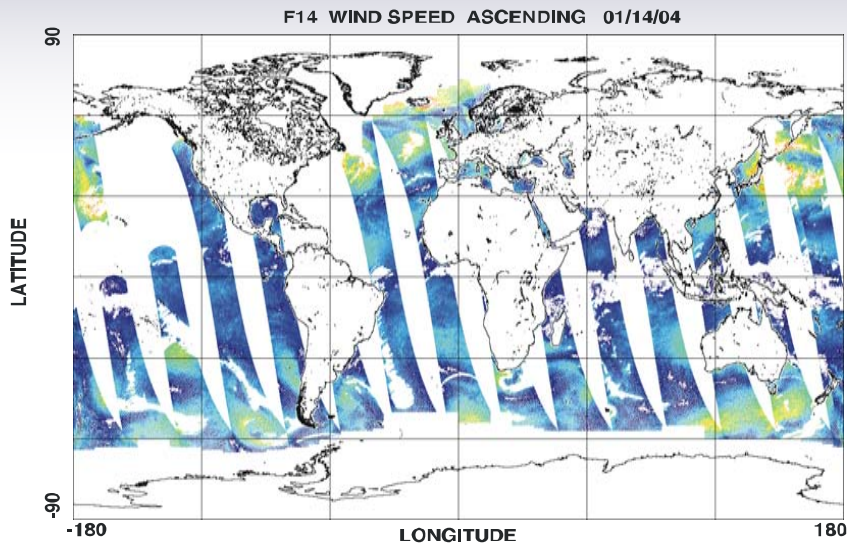 F14 WIND SPEED ASCENDING 01/14/04
90
LATITUDE
-90
-180
LONGITUDE
180